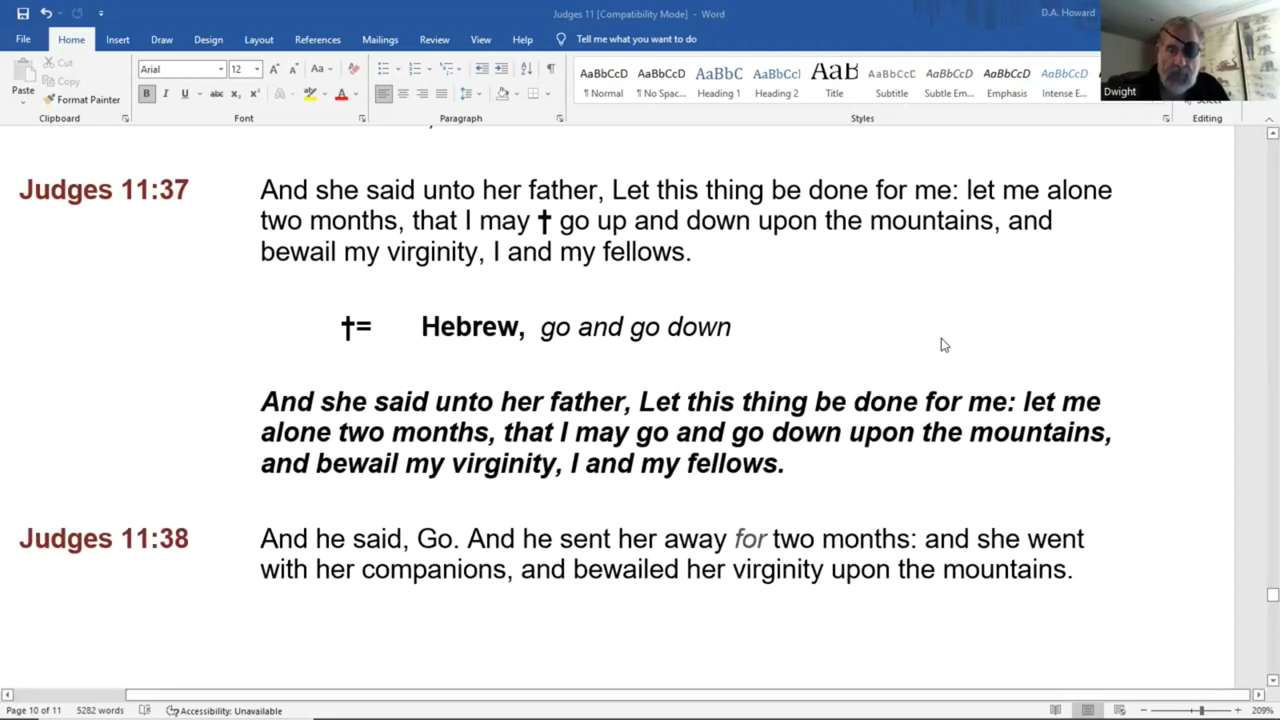 Judges 11 [Compatibility Mode] - Word
D.A. Howard
File Home Insert Draw Design Layout References Mailings Review View Help Tell me what you want to do
Paste
Cut
Copy
Format Painter
Clipboard
Arial 12
Font
Paragraph
AaBbCcD AaBbCcD AaBbC AaBbCcI AaB AaBbCcD AaBbCcD AaBbCcD AaBbCcD
¶ Normal ¶ No Spac... Heading 1 Heading 2 Title Subtitle Subtle Em... Emphasis Intense E...
Styles
Dwight
Editing
Judges 11:37 And she said unto her father, Let this thing be done for me: let me alone
two months, that I may ✝ go up and down upon the mountains, and
bewail my virginity, I and my fellows.
✝= Hebrew, go and go down
And she said unto her father, Let this thing be done for me: let me
alone two months, that I may go and go down upon the mountains,
and bewail my virginity, I and my fellows.
Judges 11:38 And he said, Go. And he sent her away for two months: and she went
with her companions, and bewailed her virginity upon the mountains.
Page 10 of 11 5282 words Accessibility: Unavailable 209%